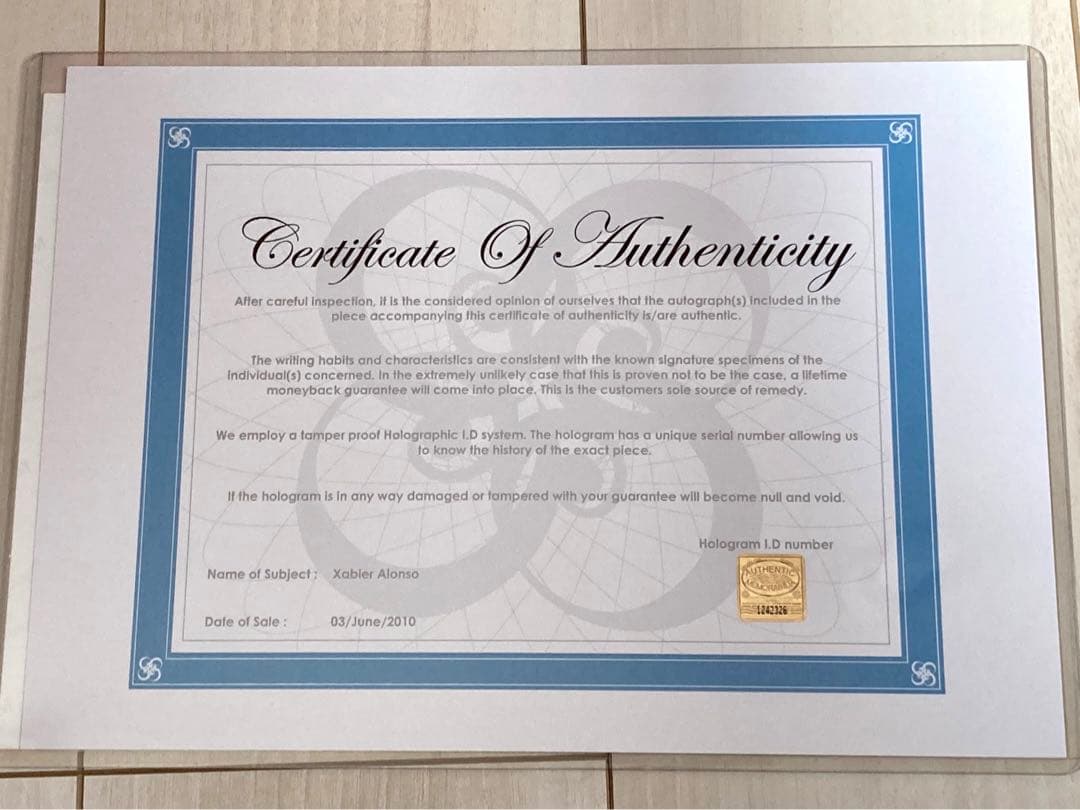 Certificate Of Authenticity
After careful inspection, it is the considered opinion of ourselves that the autograph(s) included in the
piece accompanying this certificate of authenticity is/are authentic.
The writing habits and characteristics are consistent with the known signature specimens of the
individual(s) concerned. In the extremely unlikely case that this is proven not to be the case, a lifetime
moneyback guarantee will come into place. This is the customers sole source of remedy.
We employ a tamper proof Holographic I.D system. The hologram has a unique serial number allowing us
to know the history of the exact piece.
If the hologram is in any way damaged or tampered with your guarantee will become null and void.
Hologram I.D number
AUTHENTIC
MEMORABILIA
1242326
Name of Subject : Xabier Alonso
Date of Sale : 03/June/2010